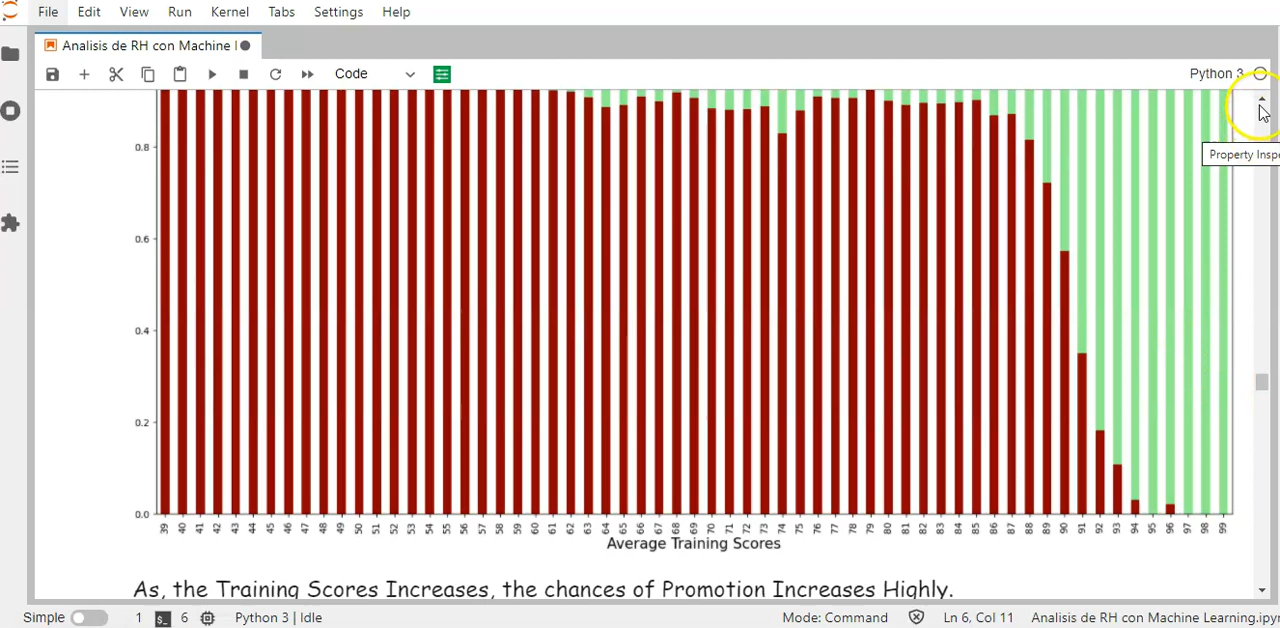 File Edit View Run Kernel Tabs Settings Help
Analisis de RH con Machine
Code
Python 3
Property Inspe
0.8
0.6
0.4
0.2
0.0
39 40 41 42 43 44 45 46 47 48 49 50 51 52 53 54 55 56 57 58 59 60 61 62 63 64 65 66 67 68 69 70 71 72 73 74 75 76 77 78 79 80 81 82 83 84 85 86 87 88 89 90 91 92 93 94 95 96 97 98 99
Average Training Scores
As, the Training Scores Increases, the chances of Promotion Increases Highly.
Simple 1 6 Python 3 | Idle Mode: Command Ln 6, Col 11 Analisis de RH con Machine Learning.ipyn